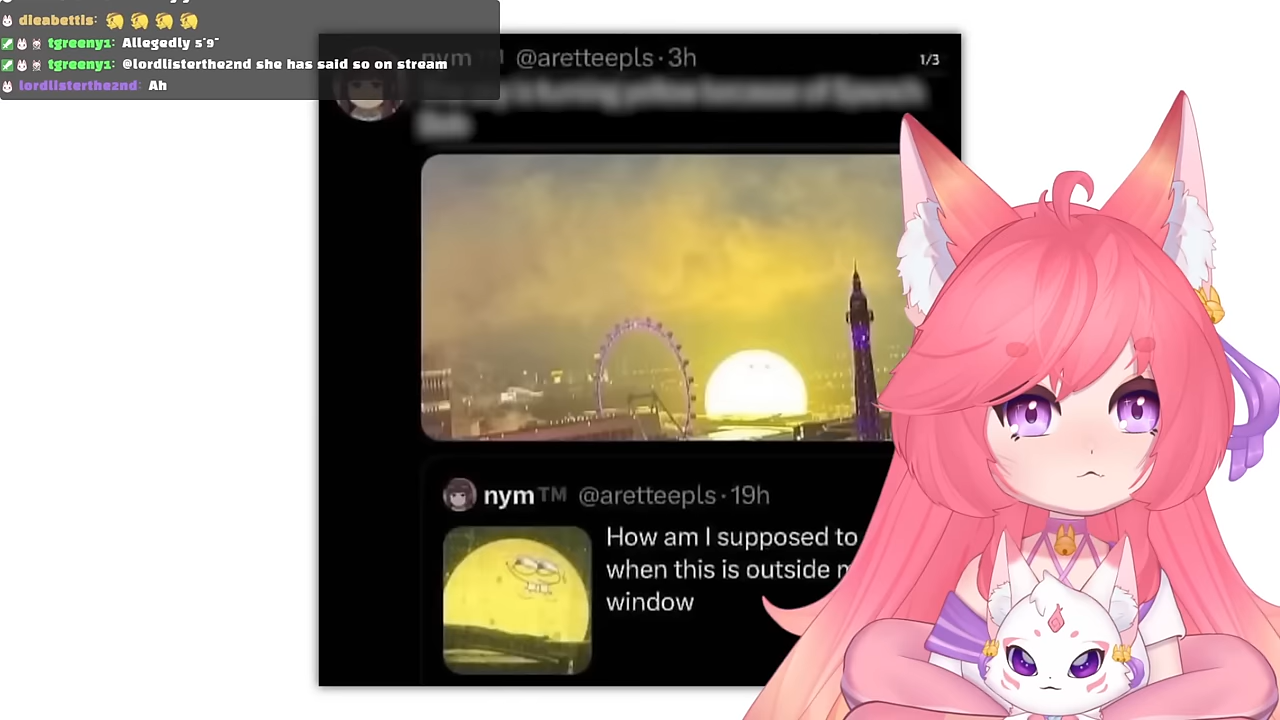 dieabettis:
tgreeny1: Allegedly 5'9"
tgreeny1: @lordlisterthe2nd she has said so on stream
lordlisterthe2nd: Ah
nym @aretteepls · 3h
1/3
nym™ @aretteepls · 19h
How am I supposed to
when this is outside
window